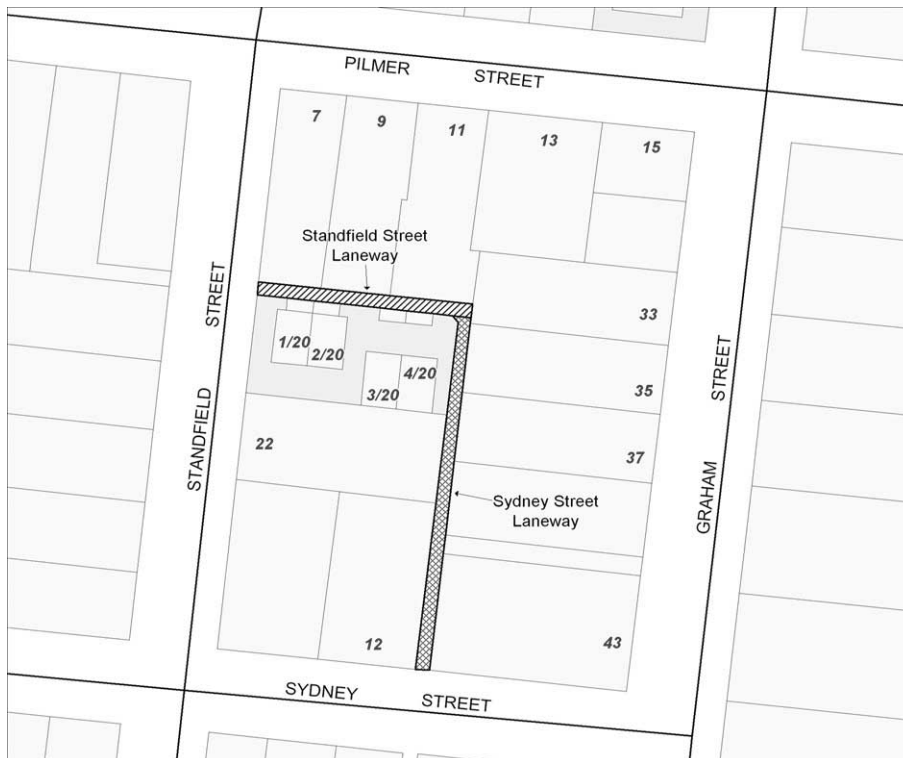 PILMER STREET
7
9
11
13
15
Standfield Street
Laneway
STREET
33
1/20
2/20
3/20
4/20
35
STREET
STANDFIELD
22
37
GRAHAM
Sydney Street
Laneway
12
43
SYDNEY STREET